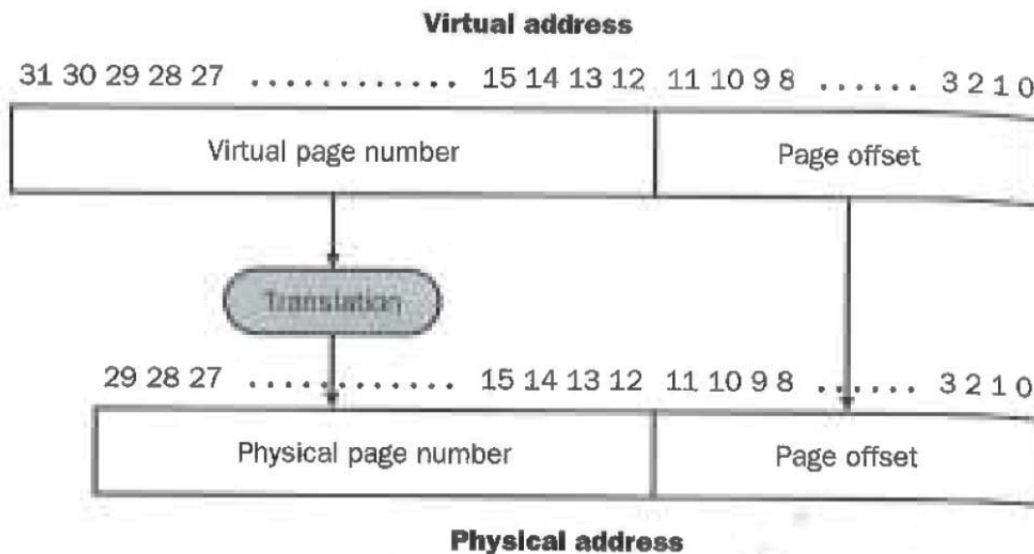 Virtual address
31 30 29 28 27 ............. 15 14 13 12 11 10 9 8 ...... 3 2 1 0
Virtual page number Page offset
Translation
29 28 27 ............. 15 14 13 12 11 10 9 8 ...... 3 2 1 0
Physical page number Page offset
Physical address